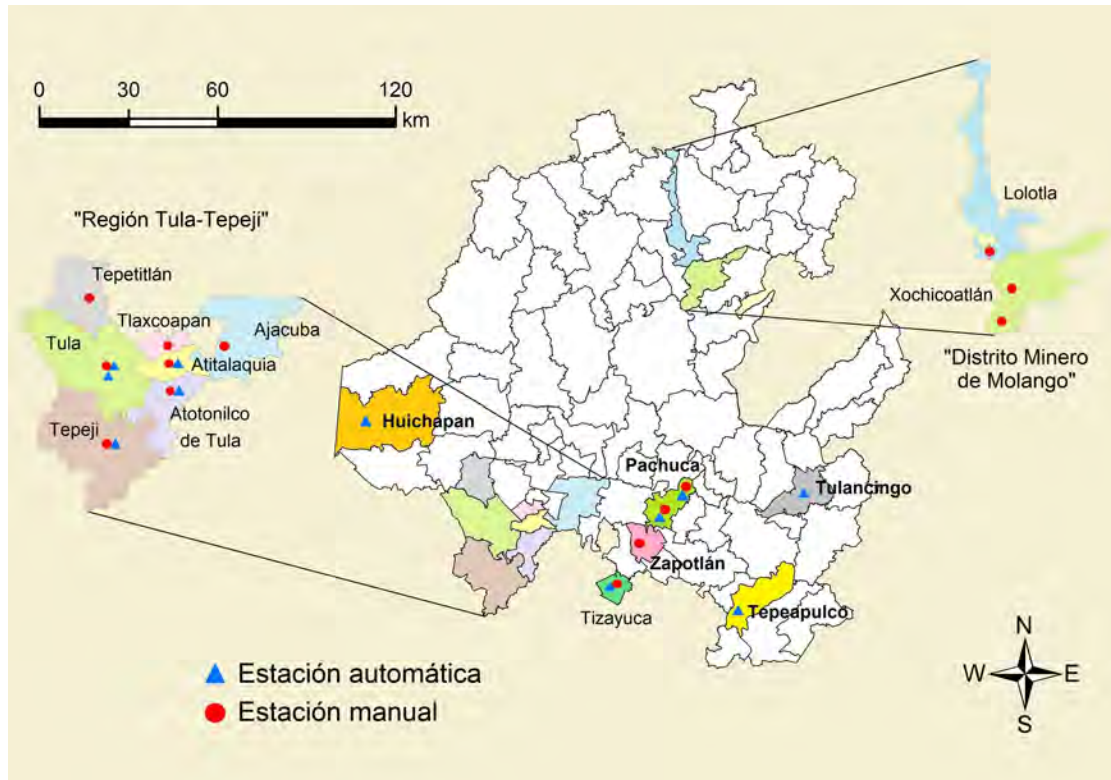 0 30 60 120
km
"Región Tula-Tepeji"
Tepetitlán
Tlaxcoapan
Tula
Ajacuba
Atitalaquia
Tepeji
Atotonilco
de Tula
Lolotla
Xochicoatlán
"Distrito Minero
de Molango"
Huichapan
Pachuca
Tulancingo
Zapotlán
Tizayuca
Tepeapulco
Estación automática
Estación manual
N
W E
S